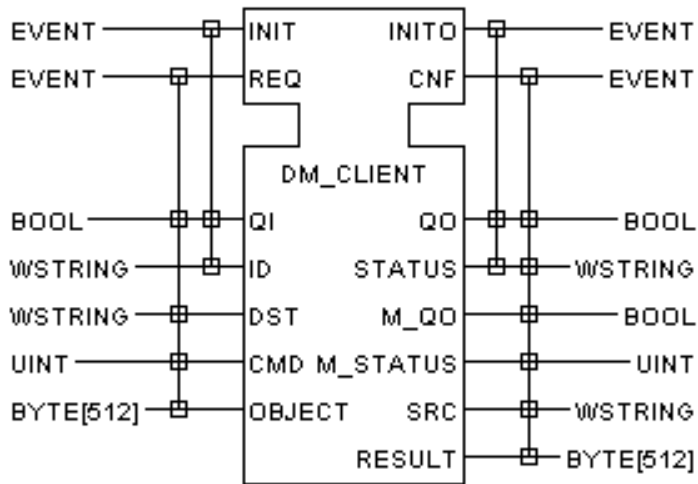 EVENT INIT INITO EVENT
EVENT REQ CNF EVENT
DM_CLIENT
BOOL QI QO BOOL
WSTRING ID STATUS WSTRING
WSTRING DST M_QO BOOL
UINT CMD M_STATUS UINT
BYTE[512] OBJECT SRC WSTRING
RESULT BYTE[512]